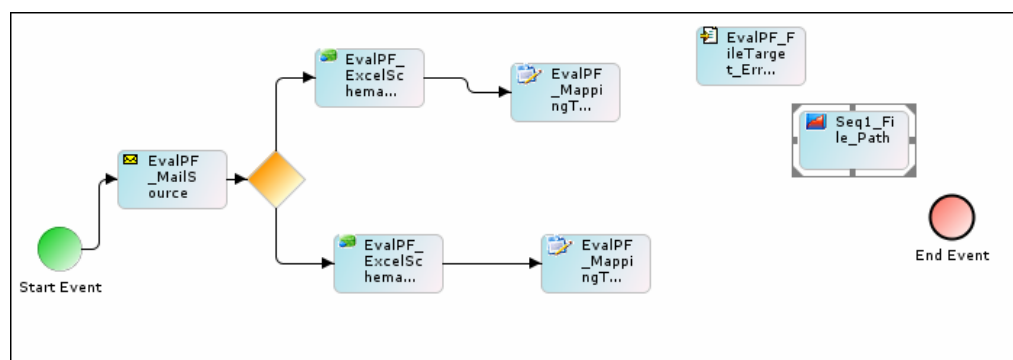 EvalPF_
ExcelSc
hema...
EvalPF
_Mappi
ngT...
EvalPF_F
ileTarge
t_Err...
Seq1_Fi
le_Path
EvalPF
_MailS
ource
Start Event
EvalPF_
ExcelSc
hema...
EvalPF
_Mappi
ngT...
End Event